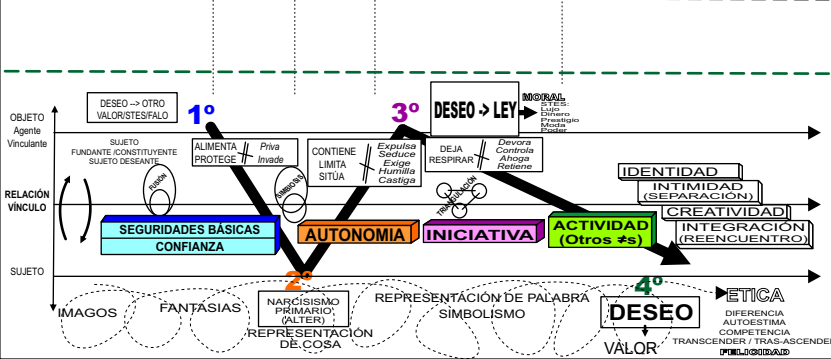 DESEO --> OTRO
VALOR/STES/FALO
1º
3º
DESEO -> LEY
MORAL
STES:
Lujo
Dinero
Prestigio
Moda
Poder
OBJETO
Agente
Vinculante
SUJETO
FUNDANTE /CONSTITUYENTE
SUJETO DESEANTE
ALIMENTA
PROTEGE
Priva
Invade
CONTIENE
LIMITA
SITÚA
Expulsa
Seduce
Exige
Humilla
Castiga
DEJA
RESPIRAR
Devora
Controla
Ahoga
Retiene
FUSIÓN
SIMBIOSIS
TRIANGULACIÓN
IDENTIDAD
INTIMIDAD
(SEPARACIÓN)
CREATIVIDAD
INTEGRACIÓN
(REENCUENTRO)
RELACIÓN
VÍNCULO
SEGURIDADES BÁSICAS
CONFIANZA
AUTONOMIA
INICIATIVA
ACTIVIDAD
(Otros ≠s)
SUJETO
2º
4º
IMAGOS
FANTASIAS
NARCISISMO
PRIMARIO
(ALTER)
REPRESENTACIÓN
DE COSA
REPRESENTACIÓN DE PALABRA
SIMBOLISMO
DESEO
VALOR
ETICA
DIFERENCIA
AUTOESTIMA
COMPETENCIA
TRANSCENDER / TRAS-ASCENDER
FELICIDAD